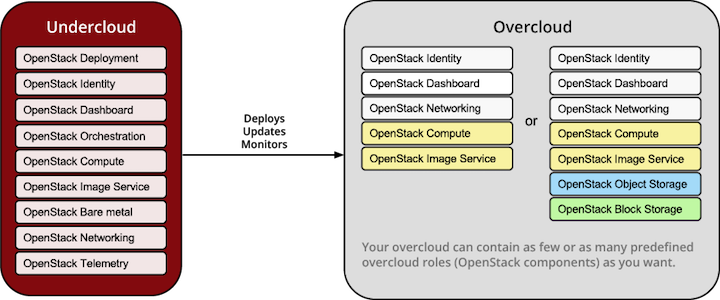 Undercloud
OpenStack Deployment
OpenStack Identity
OpenStack Dashboard
OpenStack Orchestration
OpenStack Compute
OpenStack Image Service
OpenStack Bare metal
OpenStack Networking
OpenStack Telemetry
Deploys
Updates
Monitors
Overcloud
OpenStack Identity
OpenStack Dashboard
OpenStack Networking
OpenStack Compute
OpenStack Image Service
or
OpenStack Identity
OpenStack Dashboard
OpenStack Networking
OpenStack Compute
OpenStack Image Service
OpenStack Object Storage
OpenStack Block Storage
Your overcloud can contain as few or as many predefined
overcloud roles (OpenStack components) as you want.